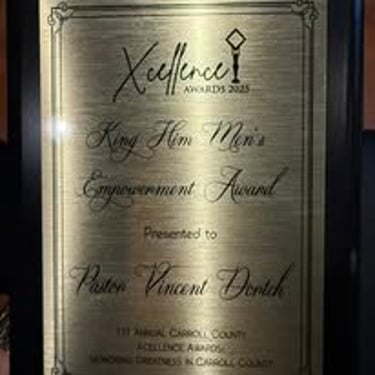 Xcellence
AWARDS 2025
King Him Men's
Empowerment Award
Presented to
Pastor Vincent Dortch
1ST ANNUAL CARROLL COUNTY
XCELLENCE AWARDS:
HONORING GREATNESS IN CARROLL COUNTY